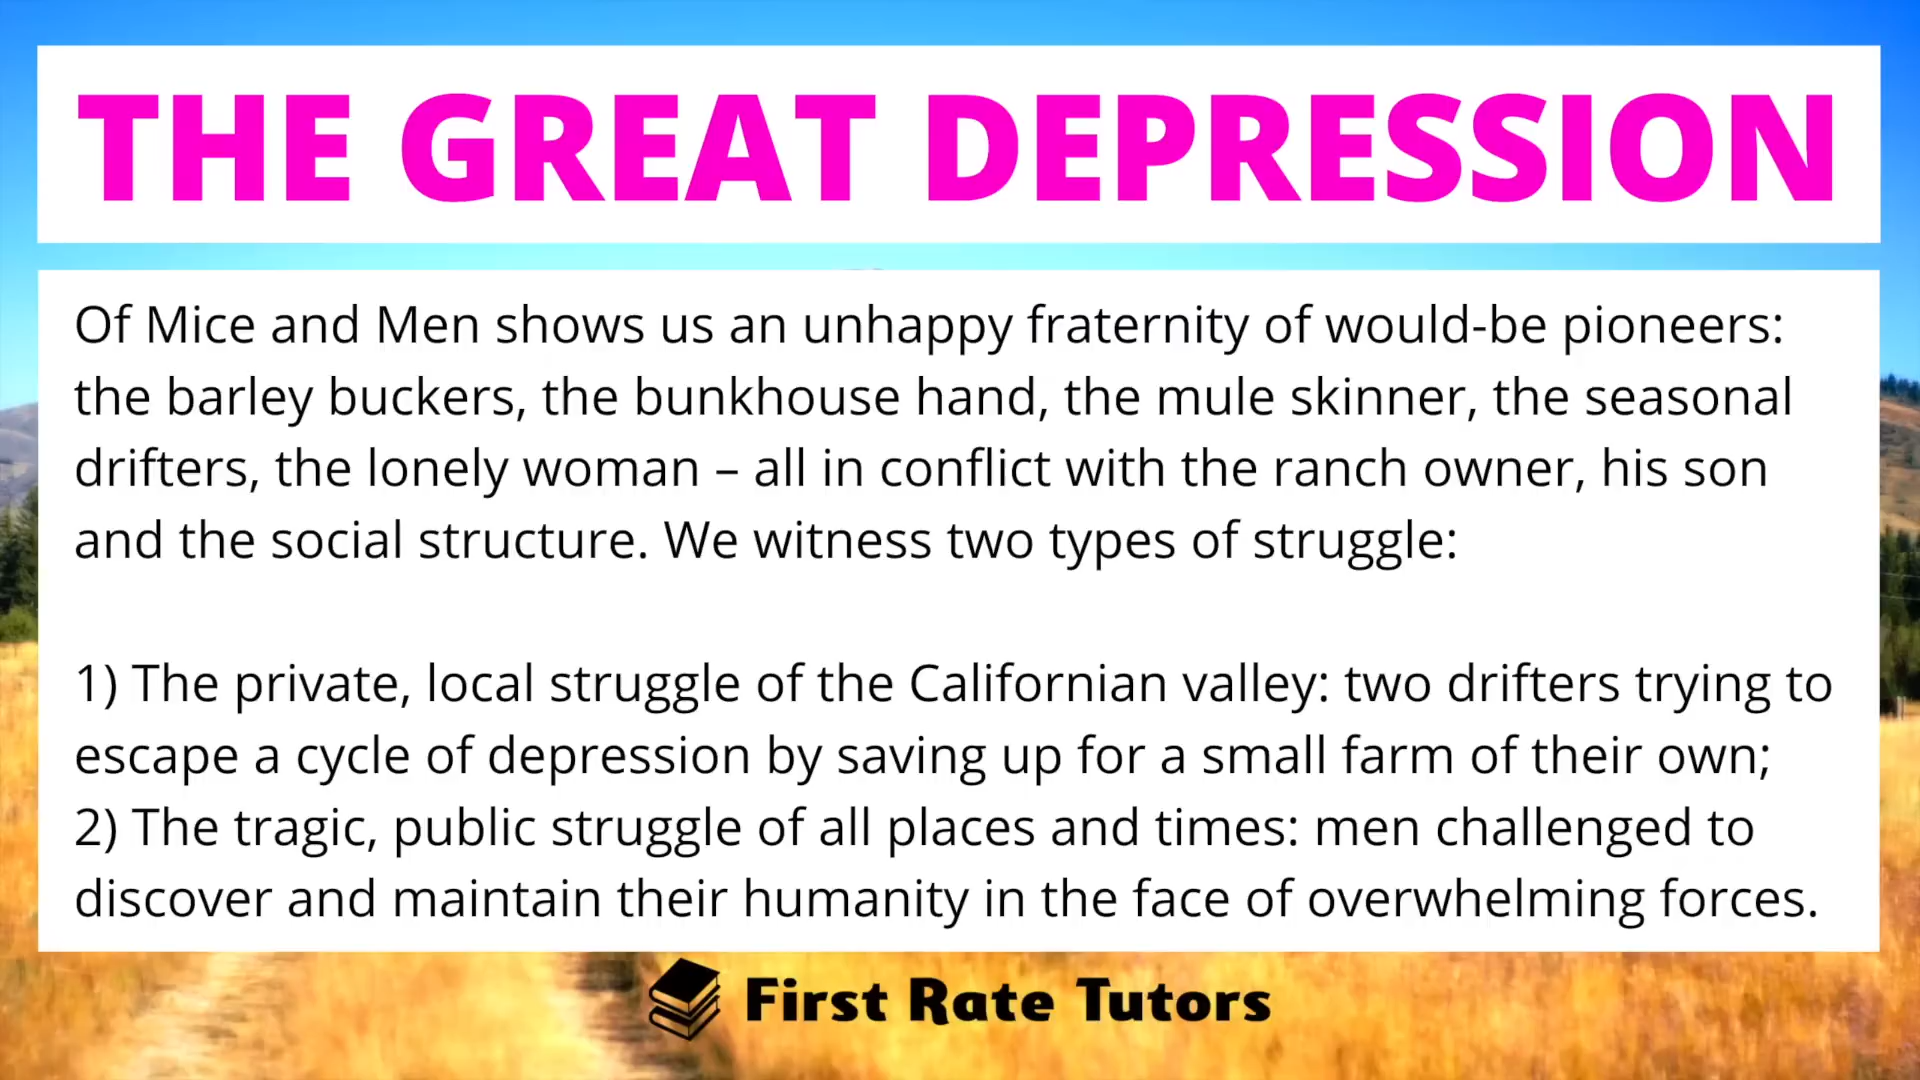 THE GREAT DEPRESSION
Of Mice and Men shows us an unhappy fraternity of would-be pioneers:
the barley buckers, the bunkhouse hand, the mule skinner, the seasonal
drifters, the lonely woman – all in conflict with the ranch owner, his son
and the social structure. We witness two types of struggle:
1) The private, local struggle of the Californian valley: two drifters trying to
escape a cycle of depression by saving up for a small farm of their own;
2) The tragic, public struggle of all places and times: men challenged to
discover and maintain their humanity in the face of overwhelming forces.
First Rate Tutors